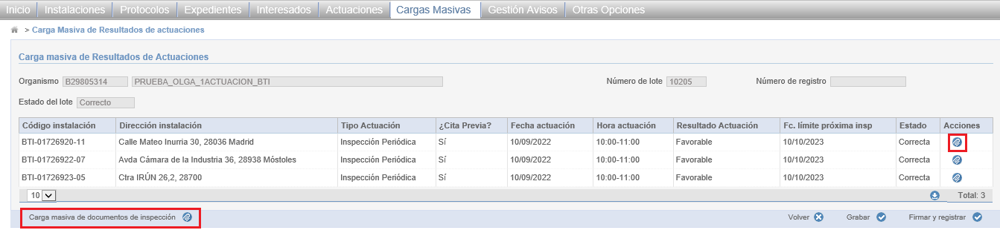 Inicio Instalaciones Protocolos Expedientes Interesados Actuaciones Cargas Masivas Gestión Avisos Otras Opciones
> Carga Masiva de Resultados de actuaciones
Carga masiva de Resultados de Actuaciones
Organismo B29805314 PRUEBA_OLGA_1ACTUACION_BTI Número de lote 10205 Número de registro
Estado del lote Correcto
Código instalación Dirección instalación Tipo Actuación ¿Cita Previa? Fecha actuación Hora actuación Resultado Actuación Fc. límite próxima insp Estado Acciones
BTI-01726920-11 Calle Mateo Inurria 30, 28036 Madrid Inspección Periódica Sí 10/09/2022 10:00-11:00 Favorable 10/10/2023 Correcta
BTI-01726922-07 Avda Cámara de la Industria 36, 28938 Móstoles Inspección Periódica Sí 10/09/2022 10:00-11:00 Favorable 10/10/2023 Correcta
BTI-01726923-05 Ctra IRÚN 26,2, 28700 Inspección Periódica Sí 10/09/2022 10:00-11:00 Favorable 10/10/2023 Correcta
10 Total: 3
Carga masiva de documentos de inspección Volver Grabar Firmar y registrar